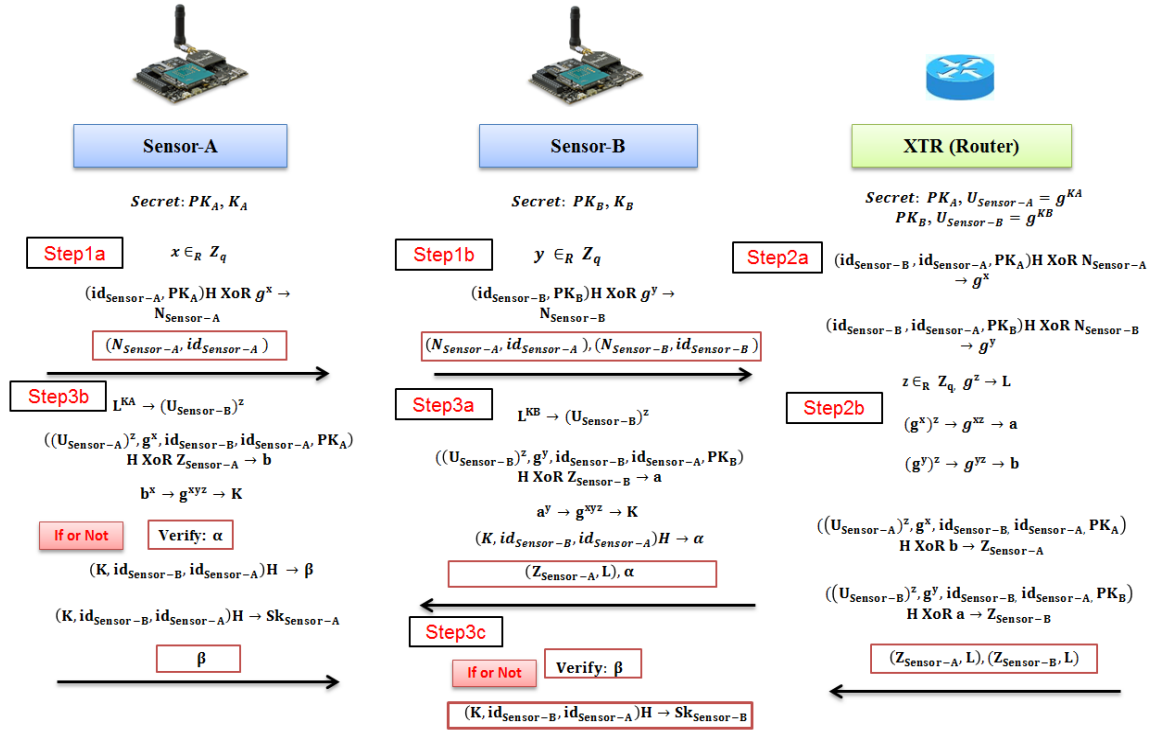 Sensor-A
Secret: PK_A, K_A
Step1a
x ∈_R Z_q
(id_Sensor−A, PK_A)H XoR g^x →
N_Sensor−A
(N_Sensor−A, id_Sensor−A )
Step3b
L^KA → (U_Sensor−B)^z
((U_Sensor−A)^z, g^x, id_Sensor−B, id_Sensor−A, PK_A)
H XoR Z_Sensor−A → b
b^x → g^xyz → K
If or Not
Verify: α
(K, id_Sensor−B, id_Sensor−A)H → β
(K, id_Sensor−B, id_Sensor−A)H → Sk_Sensor−A
β
Sensor-B
Secret: PK_B, K_B
Step1b
y ∈_R Z_q
(id_Sensor−B, PK_B)H XoR g^y →
N_Sensor−B
(N_Sensor−A, id_Sensor−A ), (N_Sensor−B, id_Sensor−B )
Step3a
L^KB → (U_Sensor−B)^z
((U_Sensor−B)^z, g^y, id_Sensor−B, id_Sensor−A, PK_B)
H XoR Z_Sensor−B → a
a^y → g^xyz → K
(K, id_Sensor−B, id_Sensor−A)H → α
(Z_Sensor−A, L), α
Step3c
If or Not
Verify: β
(K, id_Sensor−B, id_Sensor−A)H → Sk_Sensor−B
XTR (Router)
Secret: PK_A, U_Sensor−A = g^KA
PK_B, U_Sensor−B = g^KB
Step2a
(id_Sensor−B , id_Sensor−A, PK_A)H XoR N_Sensor−A
→ g^x
(id_Sensor−B , id_Sensor−A, PK_B)H XoR N_Sensor−B
→ g^y
z ∈_R Z_q, g^z → L
Step2b
(g^x)^z → g^xz → a
(g^y)^z → g^yz → b
((U_Sensor−A)^z, g^x, id_Sensor−B, id_Sensor−A, PK_A)
H XoR b → Z_Sensor−A
((U_Sensor−B)^z, g^y, id_Sensor−B, id_Sensor−A, PK_B)
H XoR a → Z_Sensor−B
(Z_Sensor−A, L), (Z_Sensor−B, L)